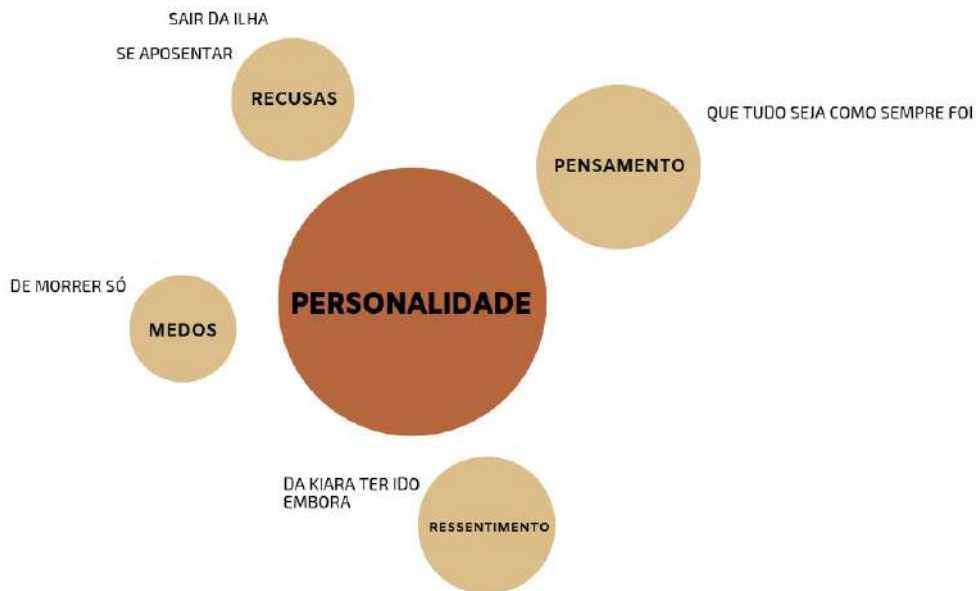 SAIR DA ILHA
SE APOSENTAR
RECUSAS
QUE TUDO SEJA COMO SEMPRE FOI
PENSAMENTO
DE MORRER SÓ
MEDOS
PERSONALIDADE
DA KIARA TER IDO
EMBORA
RESSENTIMENTO